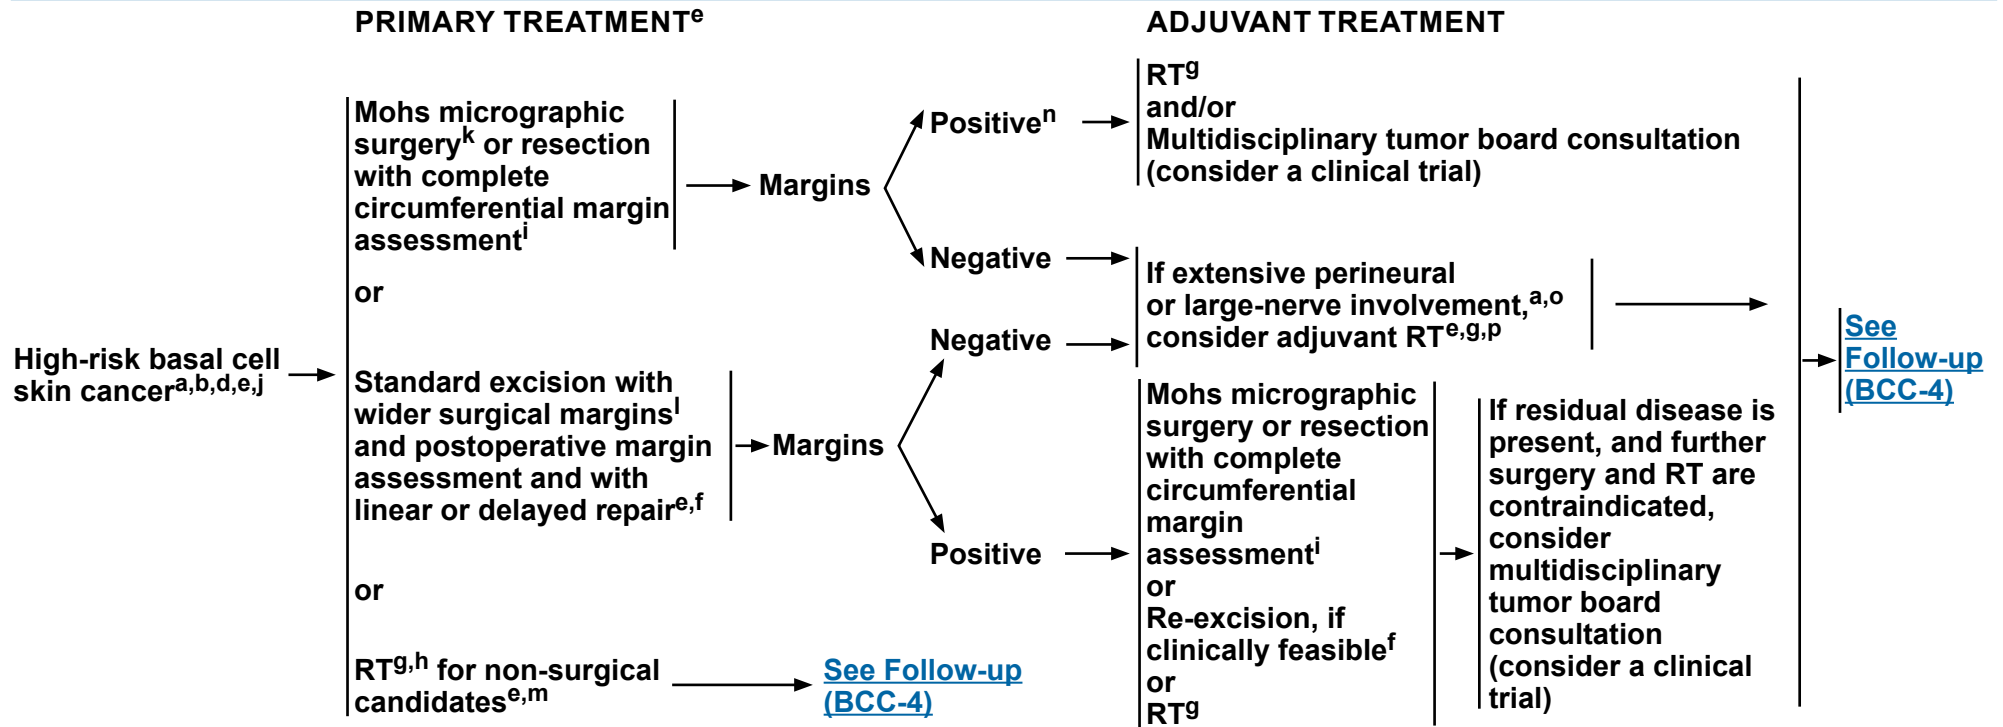 PRIMARY TREATMENTe
ADJUVANT TREATMENT
High-risk basal cell
skin cancera,b,d,e,j
Mohs micrographic
surgeryk or resection
with complete
circumferential margin
assessmenti
or
Standard excision with
wider surgical marginsl
and postoperative margin
assessment and with
linear or delayed repaire,f
or
RTg,h for non-surgical
candidatese,m
See Follow-up
(BCC-4)
Margins
Positiven
Negative
Margins
Negative
Positive
RTg
and/or
Multidisciplinary tumor board consultation
(consider a clinical trial)
If extensive perineural
or large-nerve involvement,a,o
consider adjuvant RTe,g,p
Mohs micrographic
surgery or resection
with complete
circumferential
margin
assessmenti
or
Re-excision, if
clinically feasiblef
or
RTg
If residual disease is
present, and further
surgery and RT are
contraindicated,
consider
multidisciplinary
tumor board
consultation
(consider a clinical
trial)
See
Follow-up
(BCC-4)